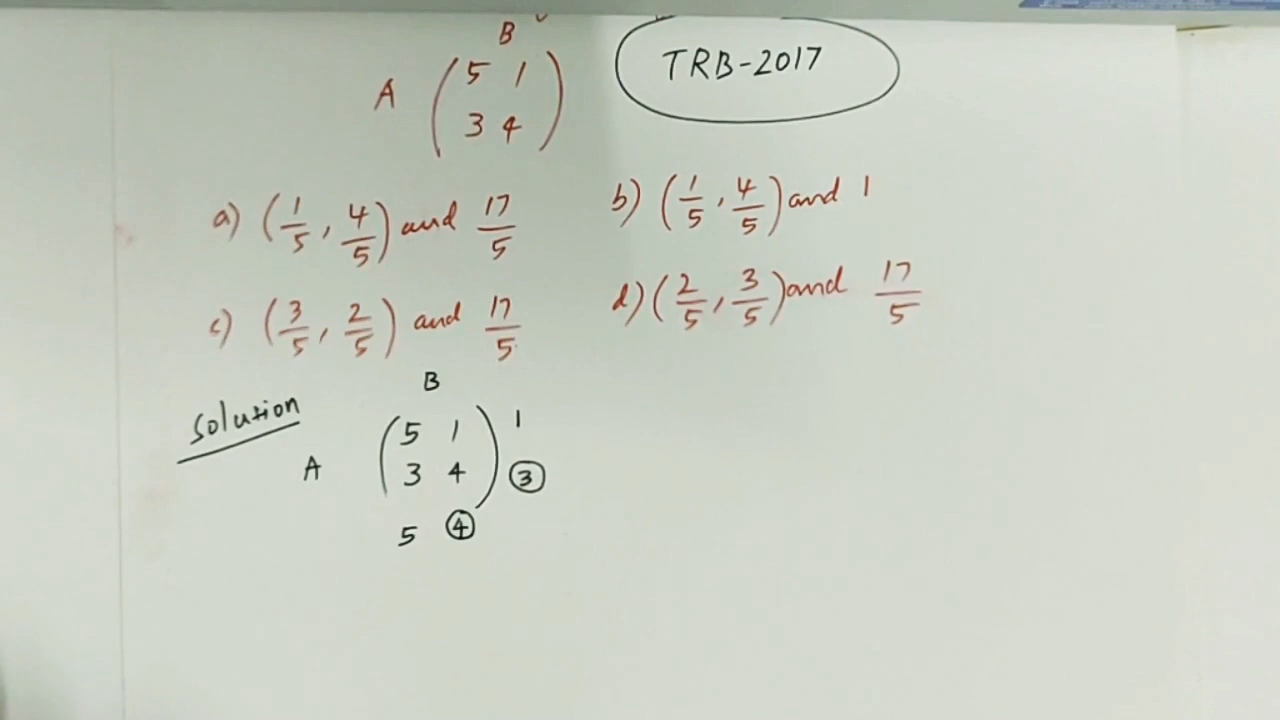 B
TRB-2017
A (5 1
3 4)
a) (1/5, 4/5) and 17/5
b) (1/5, 4/5) and 1
c) (3/5, 2/5) and 17/5
d) (2/5, 3/5) and 17/5
Solution
B
A (5 1 1
3 4) 3
5 4